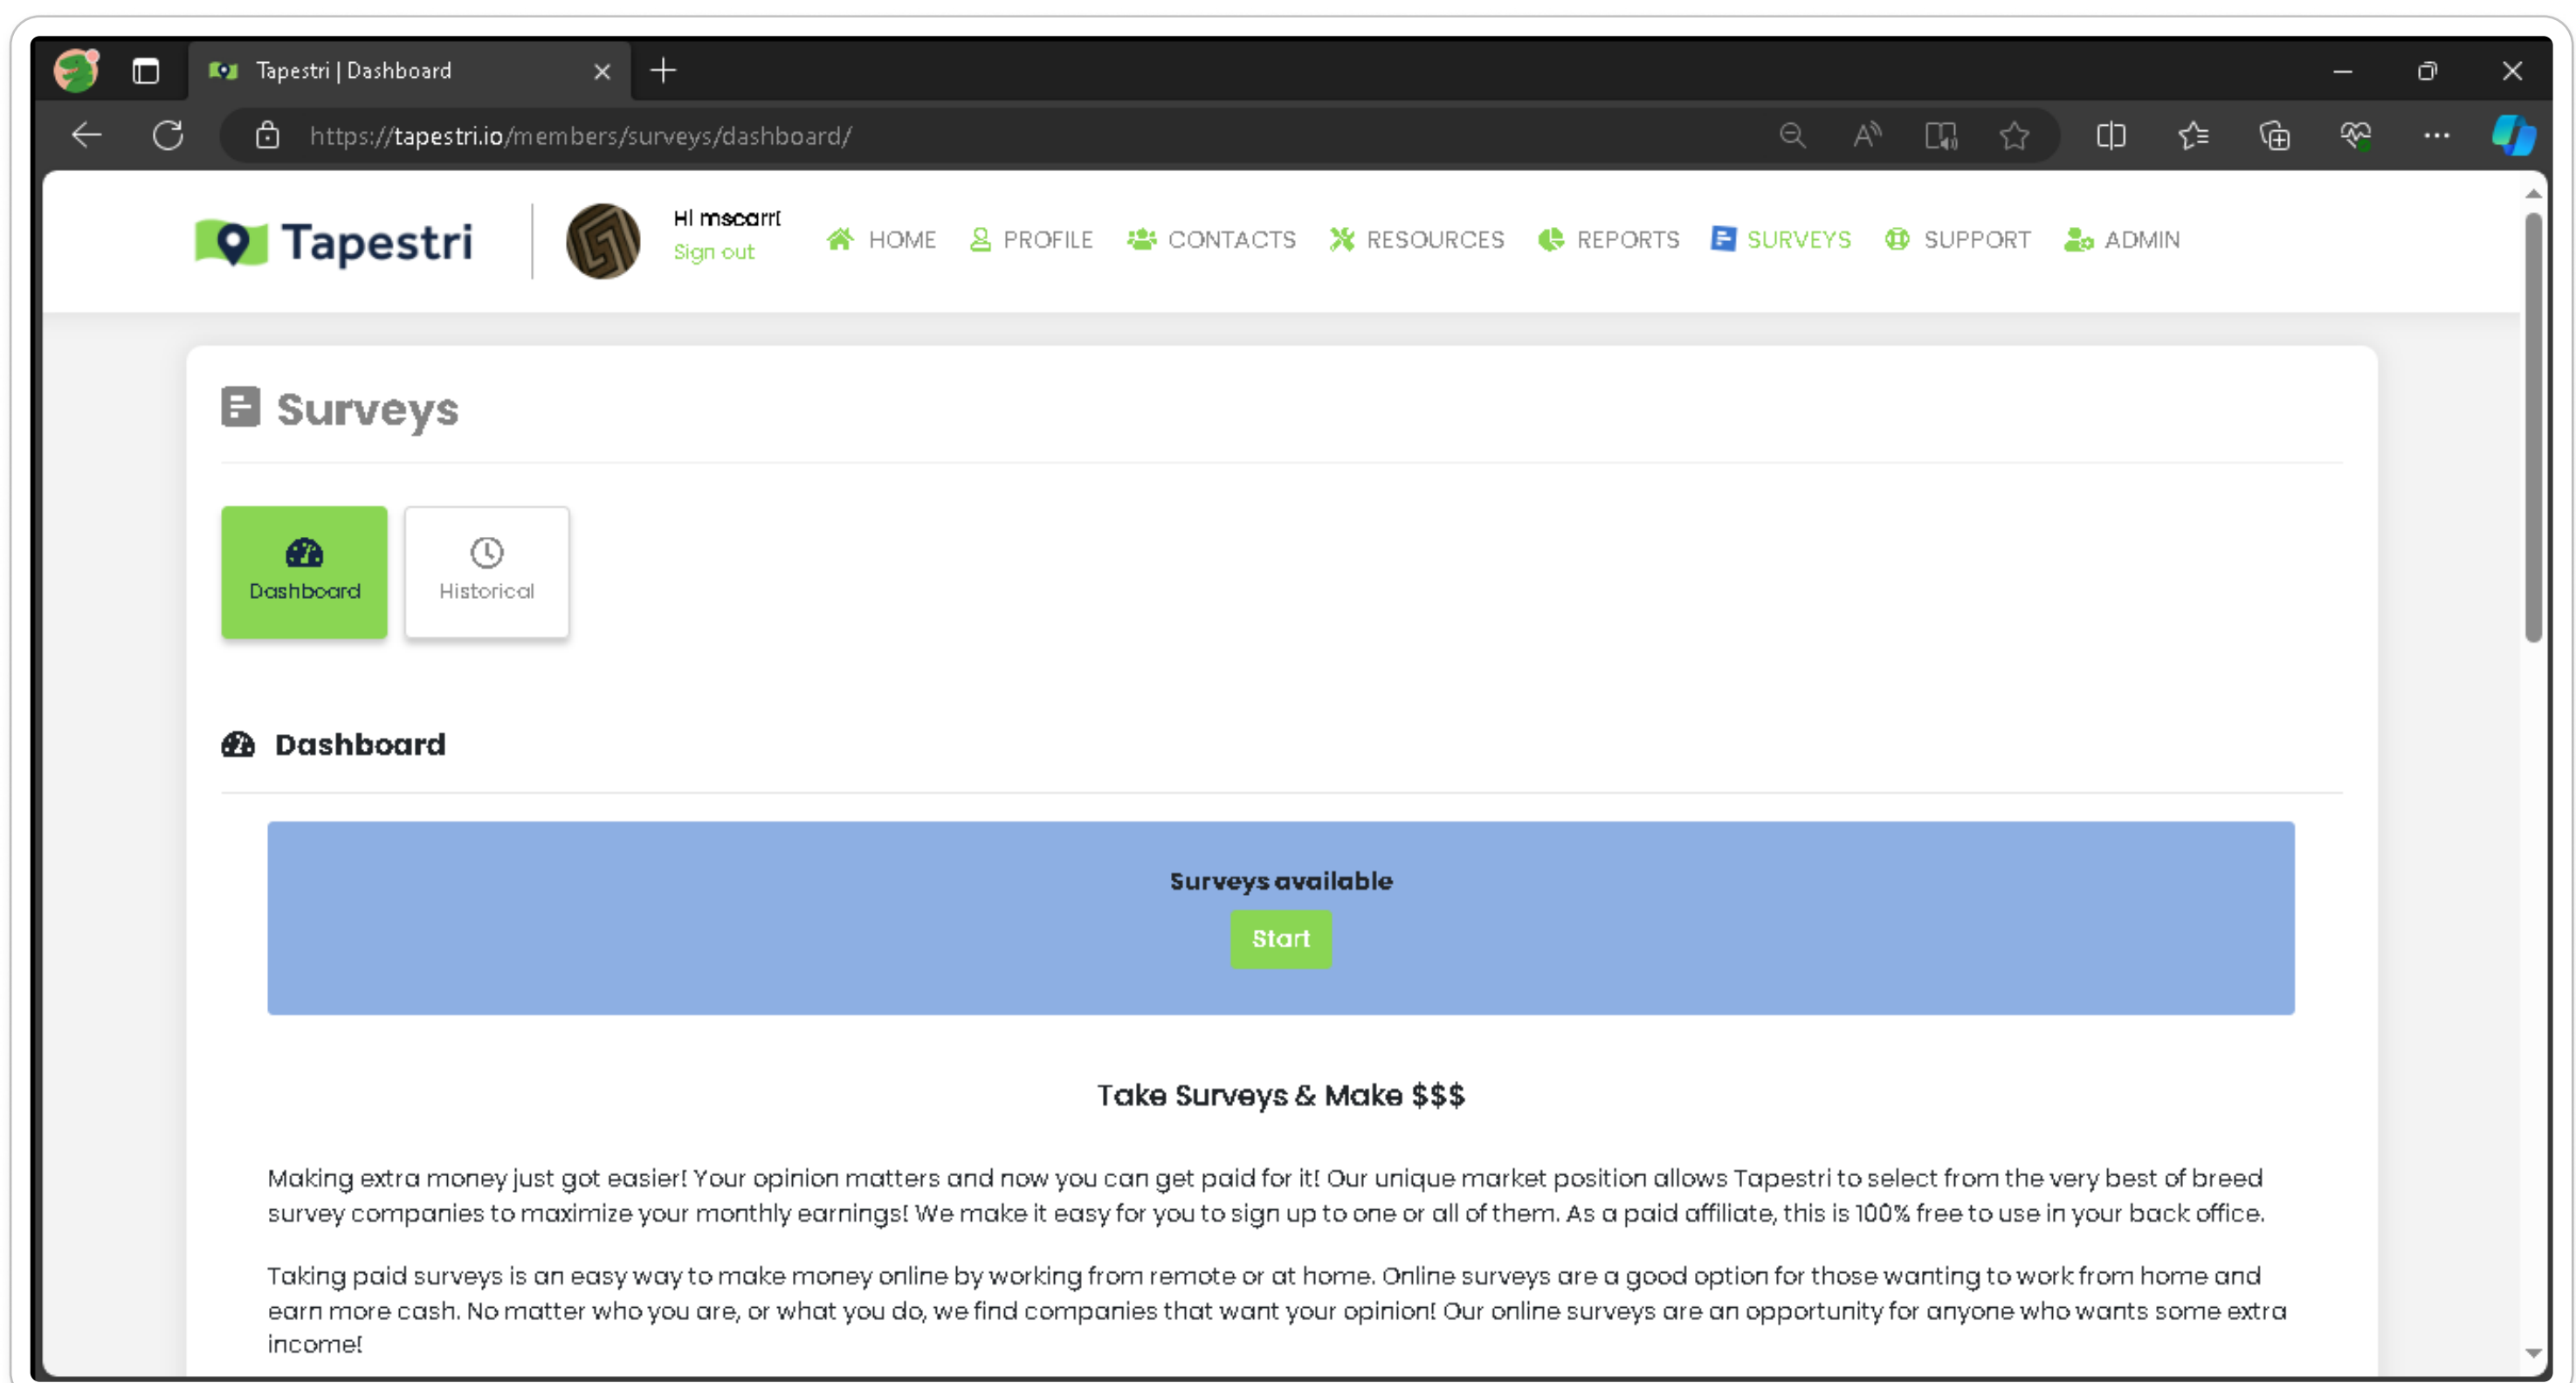 Tapestri | Dashboard
https://tapestri.io/members/surveys/dashboard/
Tapestri
Hi mscarr!
Sign out
HOME
PROFILE
CONTACTS
RESOURCES
REPORTS
SURVEYS
SUPPORT
ADMIN
Surveys
Dashboard
Historical
Dashboard
Surveys available
Start
Take Surveys & Make $$$
Making extra money just got easier! Your opinion matters and now you can get paid for it! Our unique market position allows Tapestri to select from the very best of breed
survey companies to maximize your monthly earnings! We make it easy for you to sign up to one or all of them. As a paid affiliate, this is 100% free to use in your back office.
Taking paid surveys is an easy way to make money online by working from remote or at home. Online surveys are a good option for those wanting to work from home and
earn more cash. No matter who you are, or what you do, we find companies that want your opinion! Our online surveys are an opportunity for anyone who wants some extra
income!